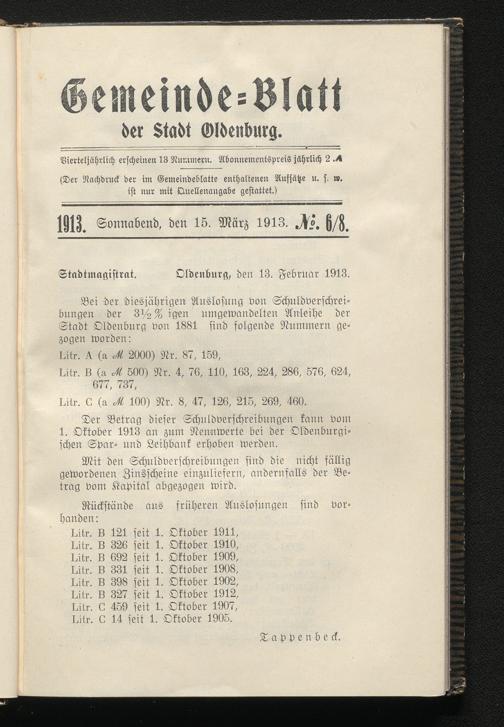 Gemeinde=Blatt
der Stadt Oldenburg.
Vierteljährlich erscheinen 13 Nummern. Abonnementspreis jährlich 2 ℳ
(Der Nachdruck der im Gemeindeblatte enthaltenen Aufsätze u. s. w.
ist nur mit Quellenangabe gestattet.)
1913. Sonnabend, den 15. März 1913. №. 6/8.
Stadtmagistrat. Oldenburg, den 13. Februar 1913.
Bei der diesjährigen Auslosung von Schuldverschrei-
bungen der 3½ % igen umgewandelten Anleihe der
Stadt Oldenburg von 1881 sind folgende Nummern ge-
zogen worden:
Litr. A (a ℳ 2000) Nr. 87, 159,
Litr. B (a ℳ 500) Nr. 4, 76, 110, 163, 224, 286, 576, 624,
677, 737,
Litr. C (a ℳ 100) Nr. 8, 47, 126, 215, 269, 460.
Der Betrag dieser Schuldverschreibungen kann vom
1. Oktober 1913 an zum Nennwerte bei der Oldenburgi-
schen Spar- und Leihbank erhoben werden.
Mit den Schuldverschreibungen sind die nicht fällig
gewordenen Zinsscheine einzuliefern, andernfalls der Be-
trag vom Kapital abgezogen wird.
Rückstände aus früheren Auslosungen sind vor-
handen:
Litr. B 121 seit 1. Oktober 1911,
Litr. B 326 seit 1. Oktober 1910,
Litr. B 692 seit 1. Oktober 1909,
Litr. B 331 seit 1. Oktober 1908,
Litr. B 398 seit 1. Oktober 1902,
Litr. B 327 seit 1. Oktober 1912,
Litr. C 459 seit 1. Oktober 1907,
Litr. C 14 seit 1. Oktober 1905.
Tappenbeck.